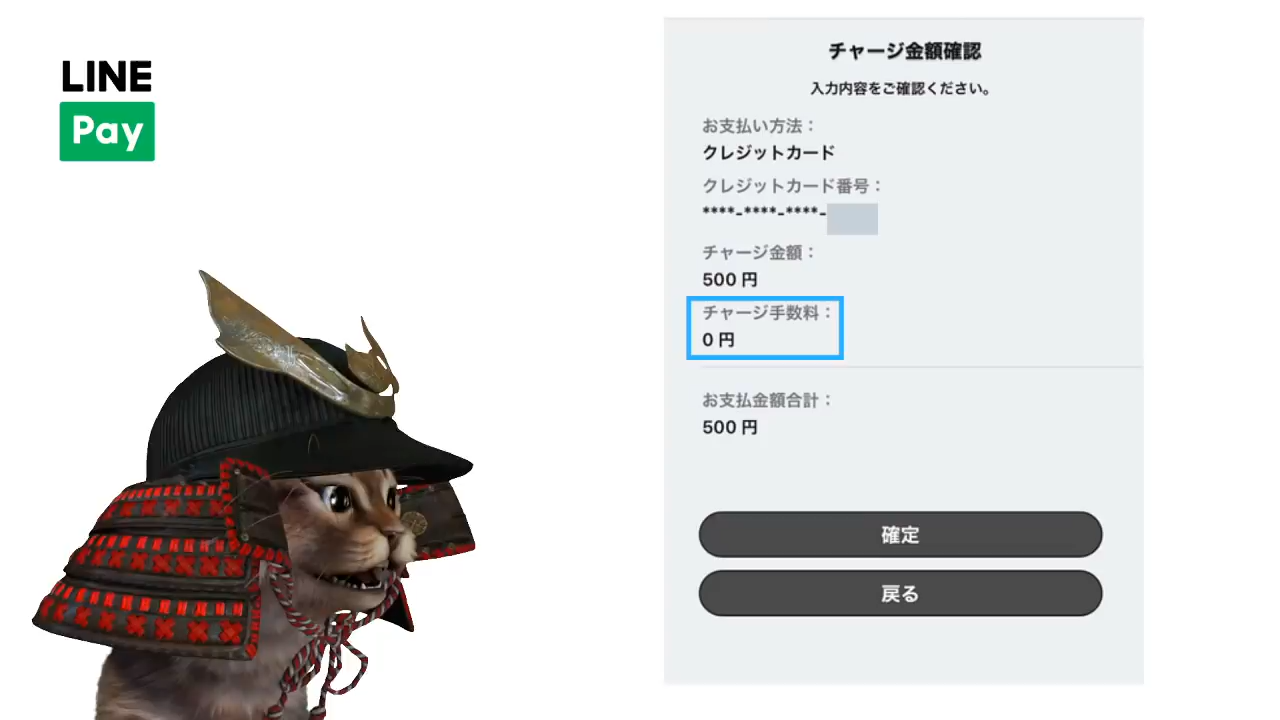 LINE
Pay
チャージ金額確認
入力内容をご確認ください。
お支払い方法：
クレジットカード
クレジットカード番号：
****-****-****-
チャージ金額：
500 円
チャージ手数料：
0 円
お支払金額合計：
500 円
確定
戻る